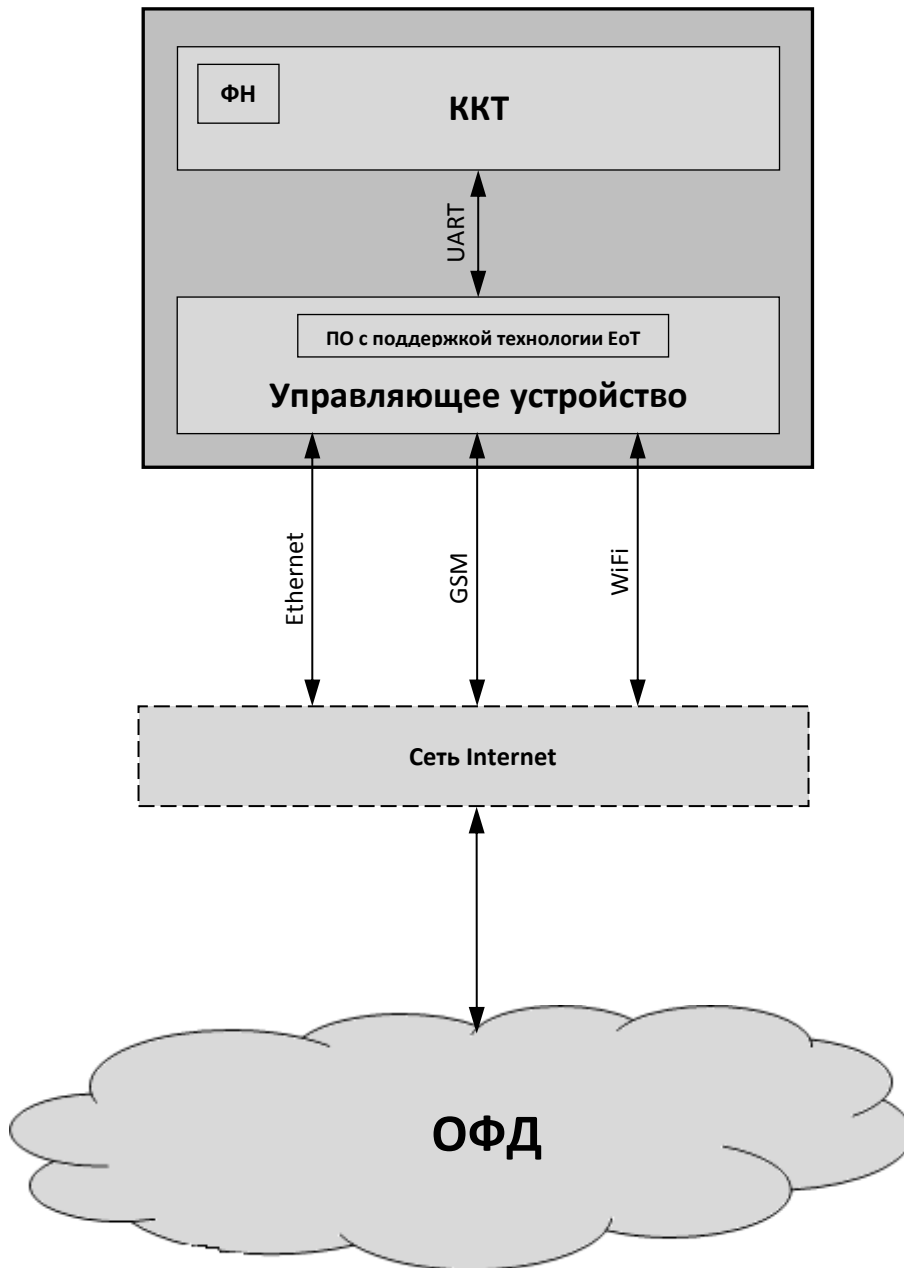 ФН
ККТ
UART
ПО с поддержкой технологии EoT
Управляющее устройство
Ethernet
GSM
WiFi
Сеть Internet
ОФД